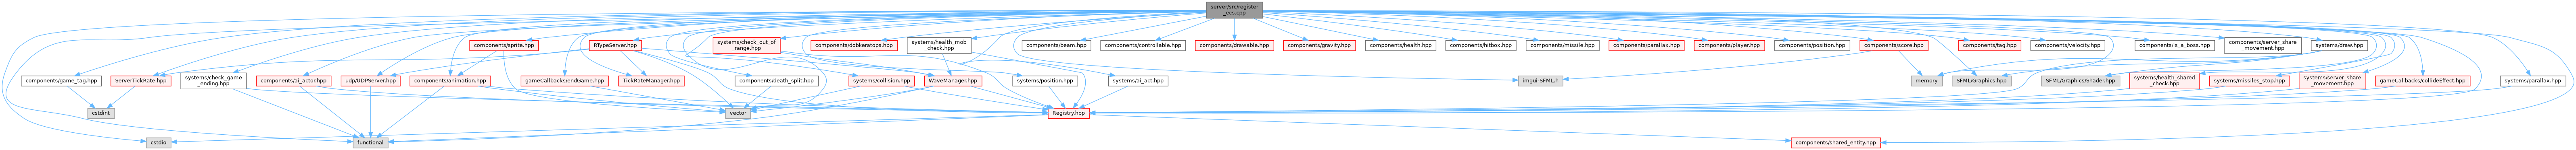 server/src/register
_ecs.cpp
components/sprite.hpp
RTypeServer.hpp
systems/check_out_of
_range.hpp
components/dobkeratops.hpp
systems/health_mob
_check.hpp
components/beam.hpp
components/controllable.hpp
components/drawable.hpp
components/gravity.hpp
components/health.hpp
components/hitbox.hpp
components/missile.hpp
components/parallax.hpp
components/player.hpp
components/position.hpp
components/score.hpp
components/tag.hpp
components/velocity.hpp
components/is_a_boss.hpp
components/server_share
_movement.hpp
systems/draw.hpp
components/game_tag.hpp
ServerTickRate.hpp
systems/check_game
_ending.hpp
components/ai_actor.hpp
udp/UDPServer.hpp
components/animation.hpp
gameCallbacks/endGame.hpp
TickRateManager.hpp
components/death_split.hpp
systems/collision.hpp
WaveManager.hpp
systems/position.hpp
systems/ai_act.hpp
imgui-SFML.h
memory
SFML/Graphics.hpp
SFML/Graphics/Shader.hpp
systems/health_shared
_check.hpp
systems/missiles_stop.hpp
systems/server_share
_movement.hpp
gameCallbacks/collideEffect.hpp
systems/parallax.hpp
cstdint
vector
Registry.hpp
cstdio
functional
components/shared_entity.hpp